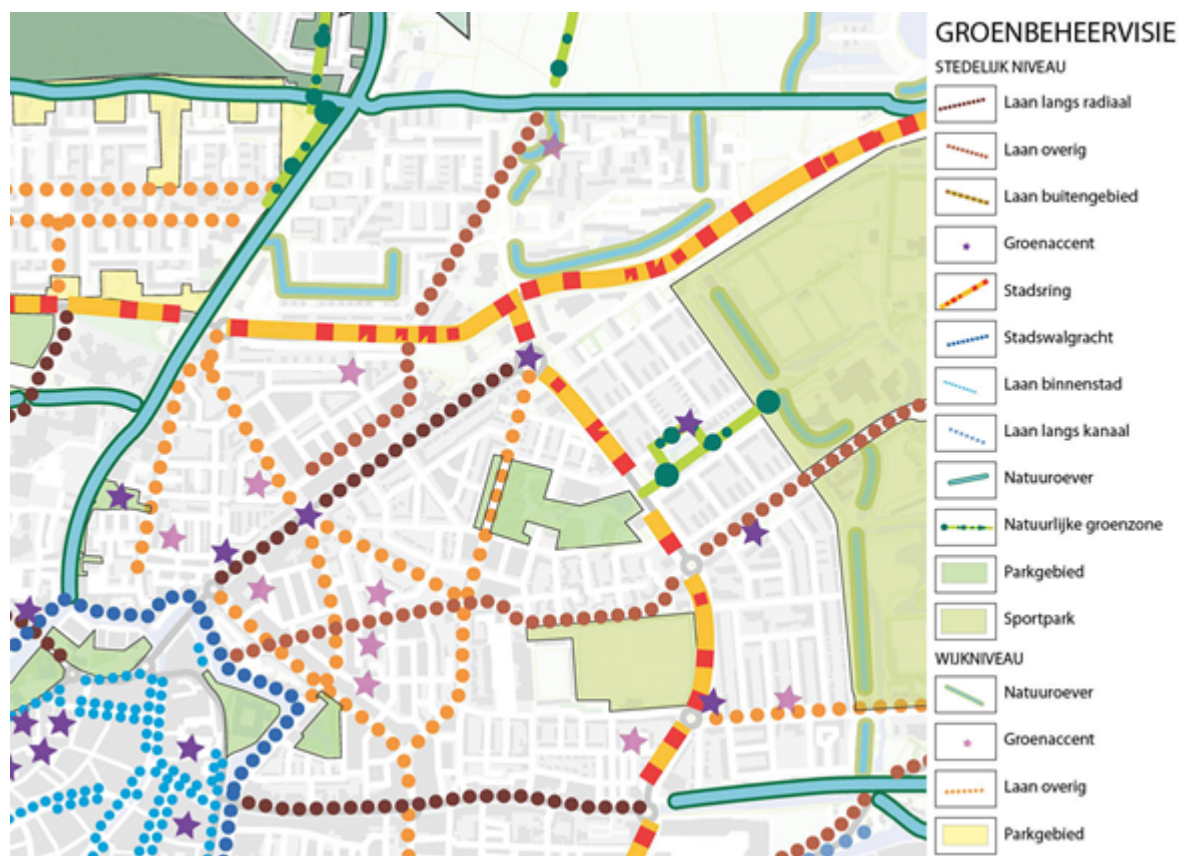 GROENBEHEERVISIE
STEDELIJK NIVEAU
Laan langs radiaal
Laan overig
Laan buitengebied
Groenaccent
Stadsring
Stadswalgracht
Laan binnenstad
Laan langs kanaal
Natuuroever
Natuurlijke groenzone
Parkgebied
Sportpark
WIJKNIVEAU
Natuuroever
Groenaccent
Laan overig
Parkgebied